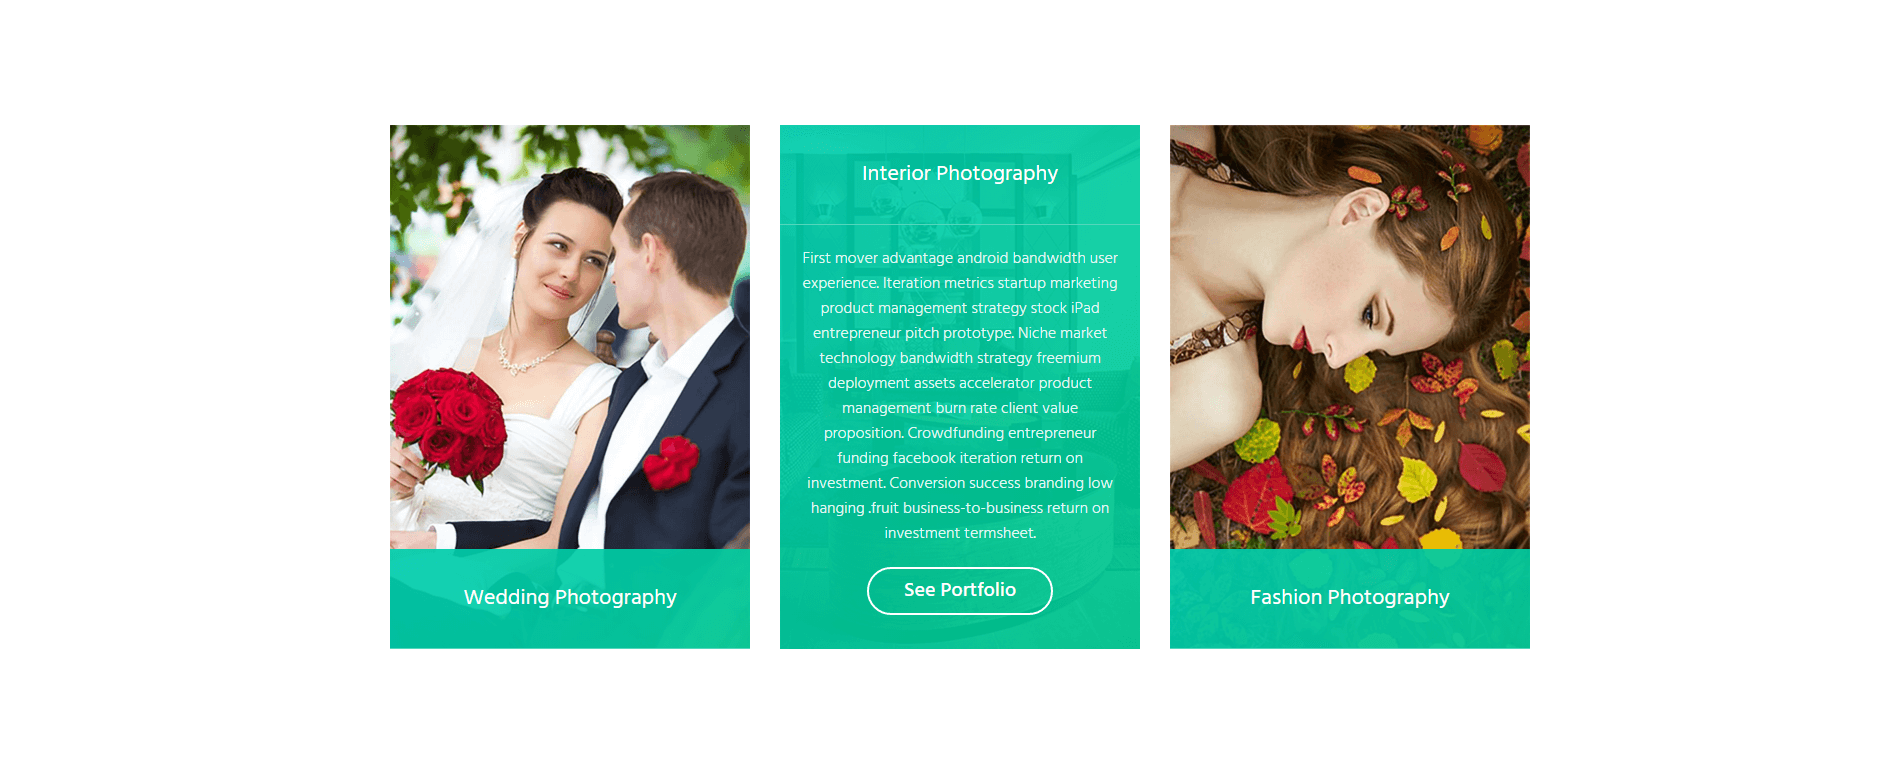 Wedding Photography
Interior Photography
First mover advantage android bandwidth user
experience. Iteration metrics startup marketing
product management strategy stock iPad
entrepreneur pitch prototype. Niche market
technology bandwidth strategy freemium
deployment assets accelerator product
management burn rate client value
proposition. Crowdfunding entrepreneur
funding facebook iteration return on
investment. Conversion success branding low
hanging .fruit business-to-business return on
investment termsheet.
See Portfolio
Fashion Photography